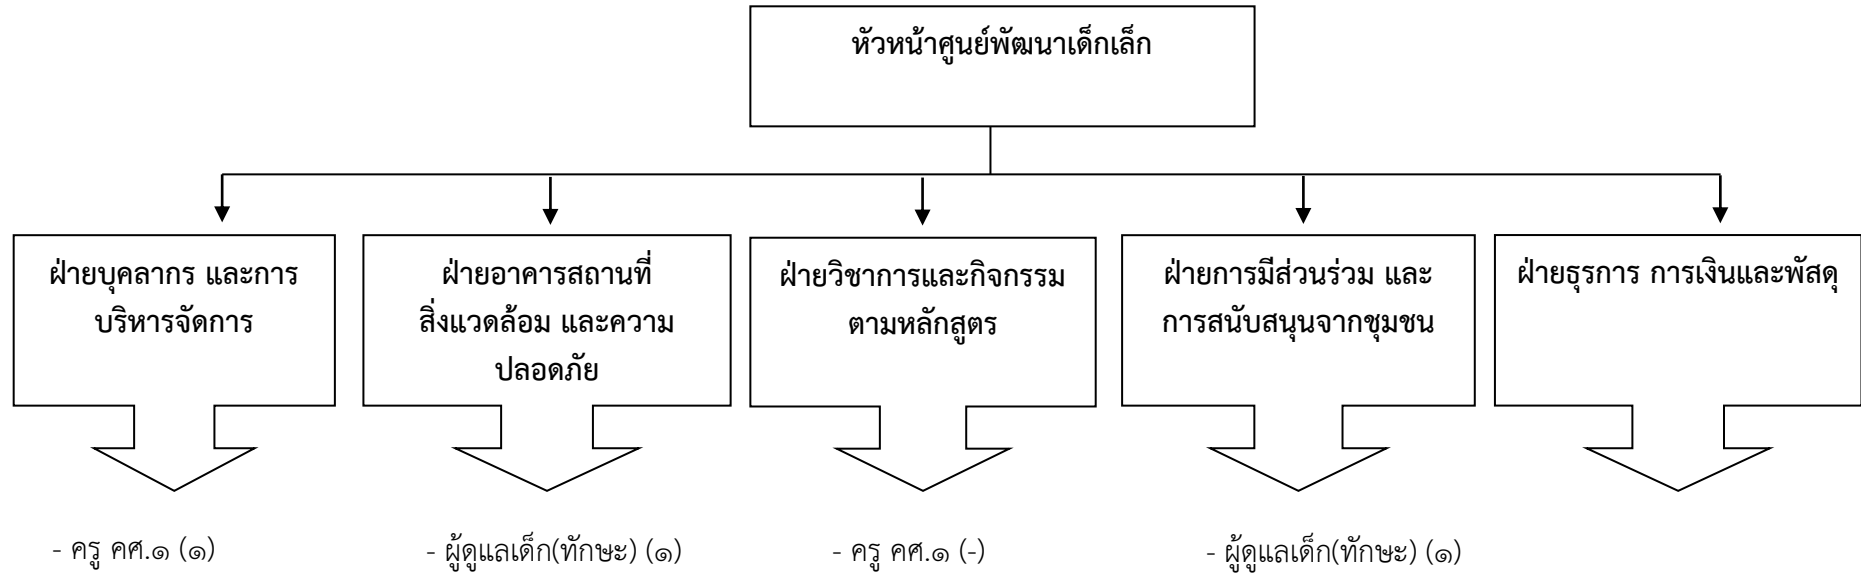 หัวหน้าศูนย์พัฒนาเด็กเล็ก
ฝ่ายบุคลากร และการ
บริหารจัดการ
ฝ่ายอาคารสถานที่
สิ่งแวดล้อม และความ
ปลอดภัย
ฝ่ายวิชาการและกิจกรรม
ตามหลักสูตร
ฝ่ายการมีส่วนร่วม และ
การสนับสนุนจากชุมชน
ฝ่ายธุรการ การเงินและพัสดุ
- ครู คศ.๑ (๑)
- ผู้ดูแลเด็ก(ทักษะ) (๑)
- ครู คศ.๑ (-)
- ผู้ดูแลเด็ก(ทักษะ) (๑)